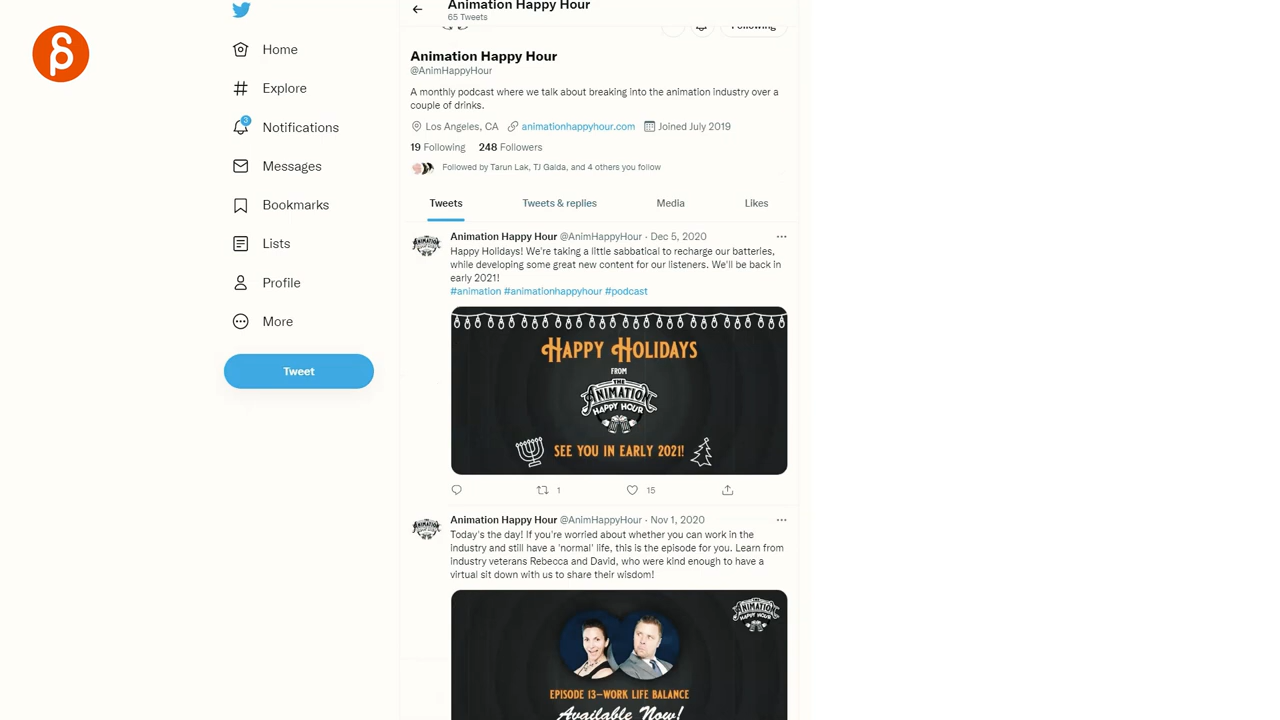 Animation Happy Hour
65 Tweets
Following
Home
Explore
3
Notifications
Messages
Bookmarks
Lists
Profile
More
Tweet
Animation Happy Hour
@AnimHappyHour
A monthly podcast where we talk about breaking into the animation industry over a
couple of drinks.
Los Angeles, CA animationhappyhour.com Joined July 2019
19 Following 248 Followers
Followed by Tarun Lak, TJ Galda, and 4 others you follow
Tweets Tweets & replies Media Likes
Animation Happy Hour @AnimHappyHour · Dec 5, 2020
Happy Holidays! We're taking a little sabbatical to recharge our batteries,
while developing some great new content for our listeners. We'll be back in
early 2021!
#animation #animationhappyhour #podcast
HAPPY HOLIDAYS
FROM
THE
ANIMATION
HAPPY HOUR
SEE YOU IN EARLY 2021!
1 15
Animation Happy Hour @AnimHappyHour · Nov 1, 2020
Today's the day! If you're worried about whether you can work in the
industry and still have a 'normal' life, this is the episode for you. Learn from
industry veterans Rebecca and David, who were kind enough to have a
virtual sit down with us to share their wisdom!
THE
ANIMATION
HAPPY HOUR
EPISODE 13—WORK LIFE BALANCE
Available Now!